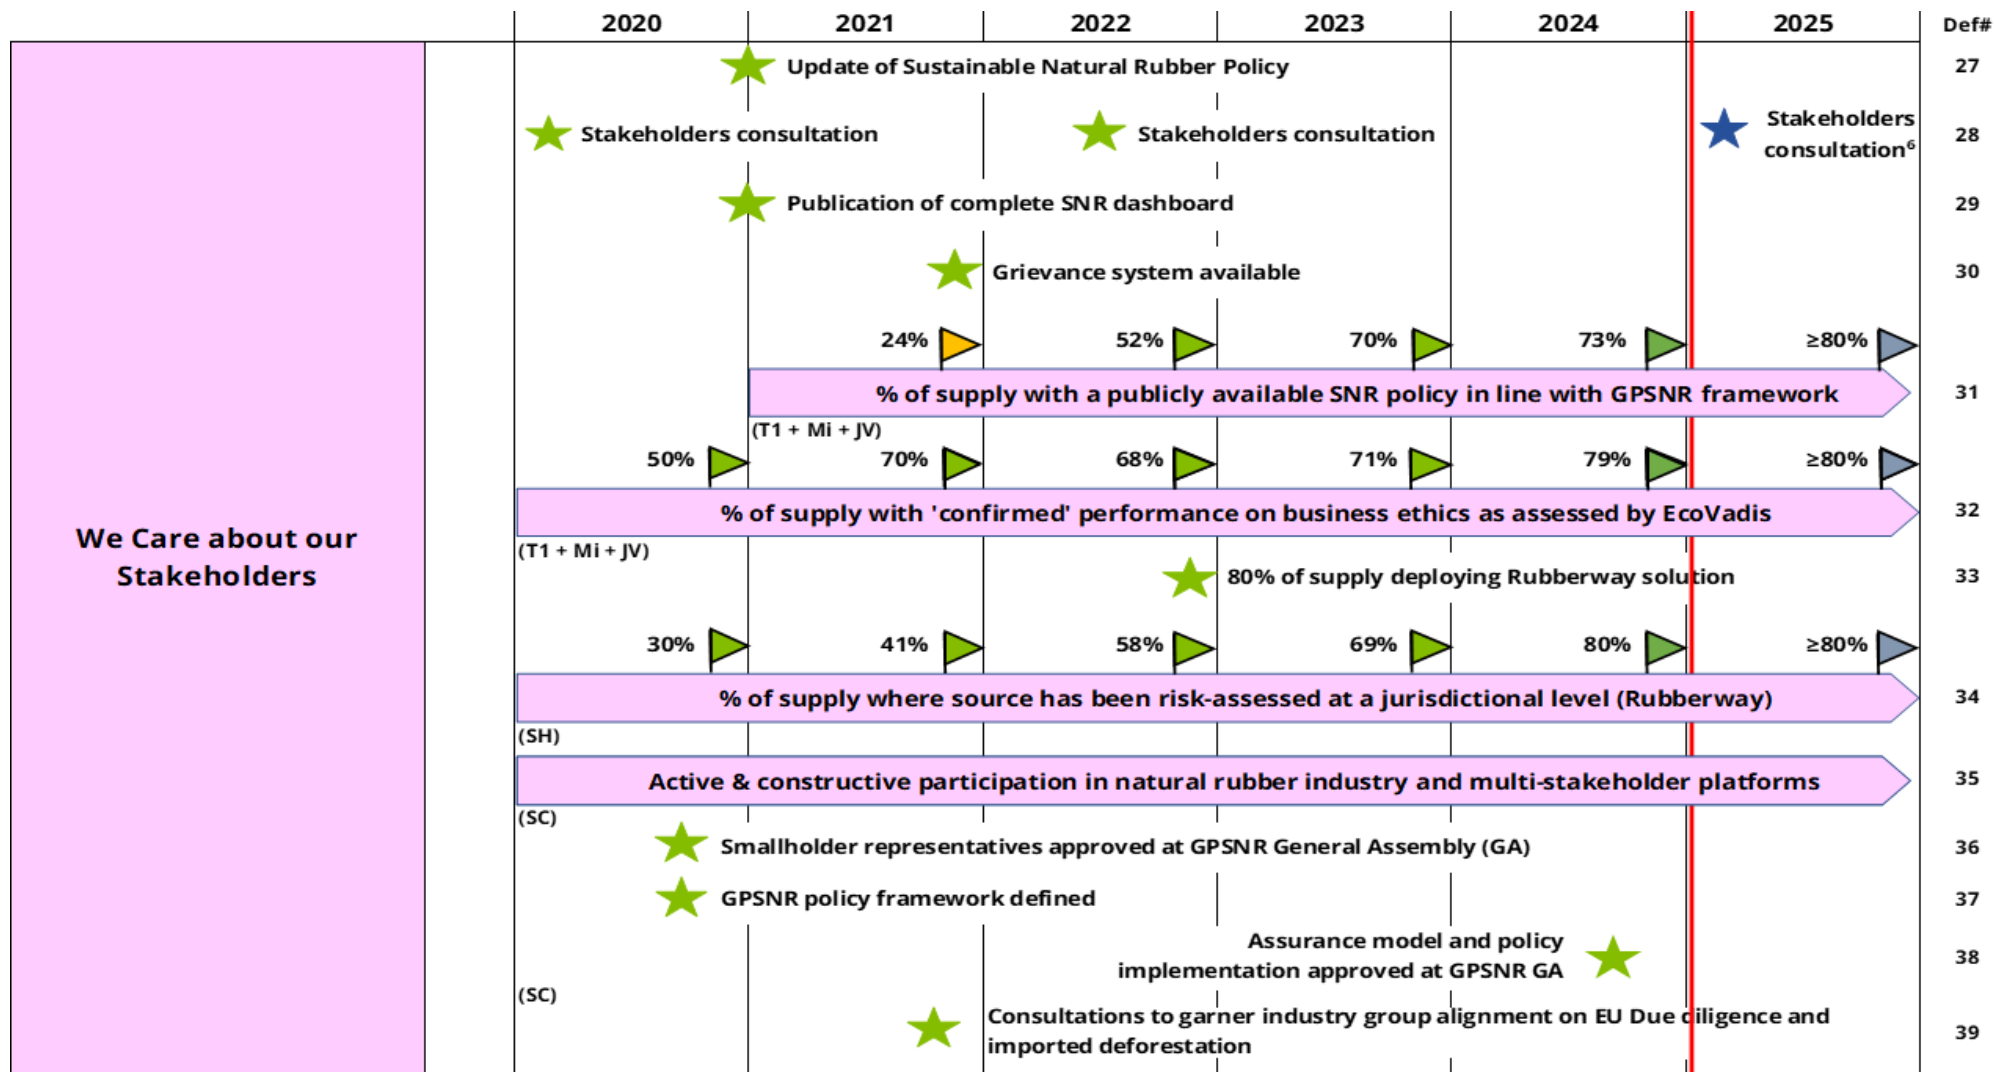 2020 2021 2022 2023 2024 2025 Def#
Update of Sustainable Natural Rubber Policy 27
Stakeholders consultation Stakeholders consultation Stakeholders
consultation⁶ 28
Publication of complete SNR dashboard 29
Grievance system available 30
24% 52% 70% 73% ≥80%
% of supply with a publicly available SNR policy in line with GPSNR framework 31
(T1 + Mi + JV)
50% 70% 68% 71% 79% ≥80%
% of supply with 'confirmed' performance on business ethics as assessed by EcoVadis 32
(T1 + Mi + JV)
We Care about our
Stakeholders
80% of supply deploying Rubberway solution 33
30% 41% 58% 69% 80% ≥80%
% of supply where source has been risk-assessed at a jurisdictional level (Rubberway) 34
(SH)
Active & constructive participation in natural rubber industry and multi-stakeholder platforms 35
(SC)
Smallholder representatives approved at GPSNR General Assembly (GA) 36
GPSNR policy framework defined 37
Assurance model and policy
implementation approved at GPSNR GA 38
(SC)
Consultations to garner industry group alignment on EU Due diligence and
imported deforestation 39